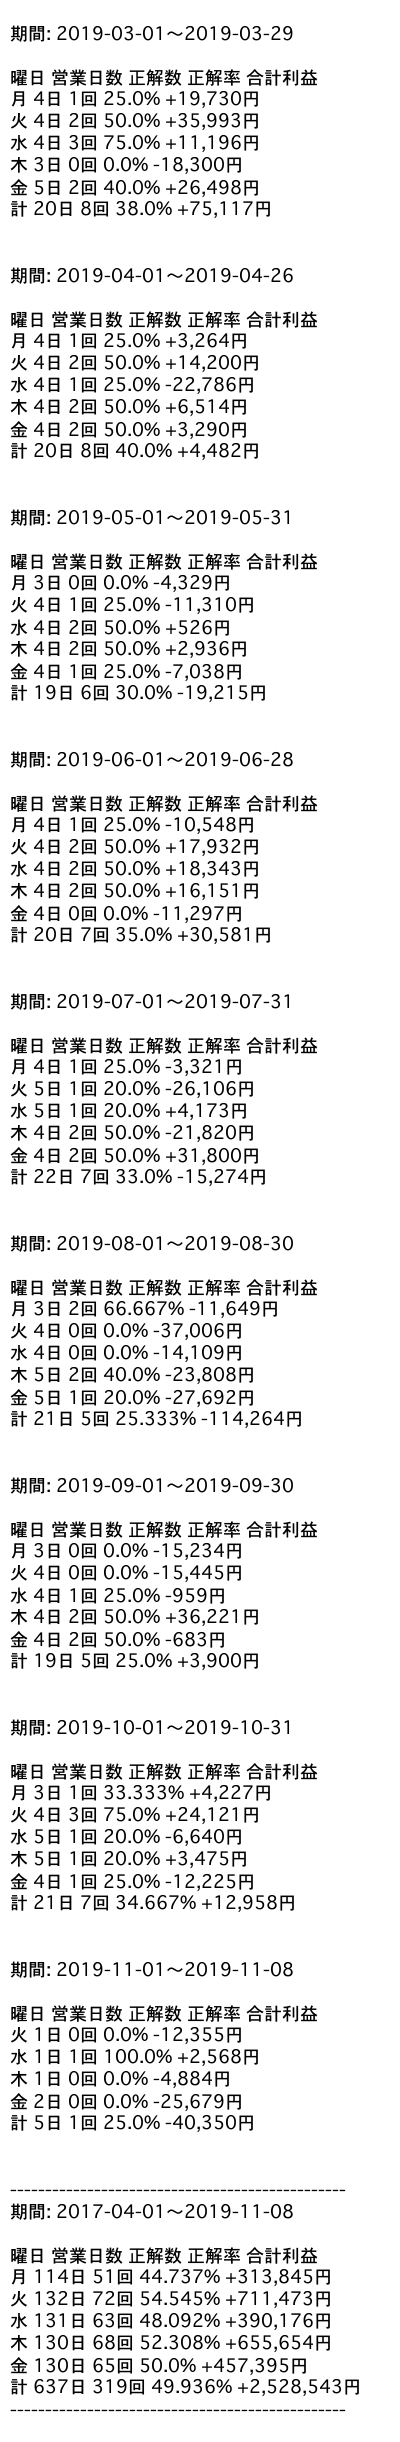 期間: 2019-03-01〜2019-03-29
曜日 営業日数 正解数 正解率 合計利益
月 4日 1回 25.0% +19,730円
火 4日 2回 50.0% +35,993円
水 4日 3回 75.0% +11,196円
木 3日 0回 0.0% -18,300円
金 5日 2回 40.0% +26,498円
計 20日 8回 38.0% +75,117円
期間: 2019-04-01〜2019-04-26
曜日 営業日数 正解数 正解率 合計利益
月 4日 1回 25.0% +3,264円
火 4日 2回 50.0% +14,200円
水 4日 1回 25.0% -22,786円
木 4日 2回 50.0% +6,514円
金 4日 2回 50.0% +3,290円
計 20日 8回 40.0% +4,482円
期間: 2019-05-01〜2019-05-31
曜日 営業日数 正解数 正解率 合計利益
月 3日 0回 0.0% -4,329円
火 4日 1回 25.0% -11,310円
水 4日 2回 50.0% +526円
木 4日 2回 50.0% +2,936円
金 4日 1回 25.0% -7,038円
計 19日 6回 30.0% -19,215円
期間: 2019-06-01〜2019-06-28
曜日 営業日数 正解数 正解率 合計利益
月 4日 1回 25.0% -10,548円
火 4日 2回 50.0% +17,932円
水 4日 2回 50.0% +18,343円
木 4日 2回 50.0% +16,151円
金 4日 0回 0.0% -11,297円
計 20日 7回 35.0% +30,581円
期間: 2019-07-01〜2019-07-31
曜日 営業日数 正解数 正解率 合計利益
月 4日 1回 25.0% -3,321円
火 5日 1回 20.0% -26,106円
水 5日 1回 20.0% +4,173円
木 4日 2回 50.0% -21,820円
金 4日 2回 50.0% +31,800円
計 22日 7回 33.0% -15,274円
期間: 2019-08-01〜2019-08-30
曜日 営業日数 正解数 正解率 合計利益
月 3日 2回 66.667% -11,649円
火 4日 0回 0.0% -37,006円
水 4日 0回 0.0% -14,109円
木 5日 2回 40.0% -23,808円
金 5日 1回 20.0% -27,692円
計 21日 5回 25.333% -114,264円
期間: 2019-09-01〜2019-09-30
曜日 営業日数 正解数 正解率 合計利益
月 3日 0回 0.0% -15,234円
火 4日 0回 0.0% -15,445円
水 4日 1回 25.0% -959円
木 4日 2回 50.0% +36,221円
金 4日 2回 50.0% -683円
計 19日 5回 25.0% +3,900円
期間: 2019-10-01〜2019-10-31
曜日 営業日数 正解数 正解率 合計利益
月 3日 1回 33.333% +4,227円
火 4日 3回 75.0% +24,121円
水 5日 1回 20.0% -6,640円
木 5日 1回 20.0% +3,475円
金 4日 1回 25.0% -12,225円
計 21日 7回 34.667% +12,958円
期間: 2019-11-01〜2019-11-08
曜日 営業日数 正解数 正解率 合計利益
火 1日 0回 0.0% -12,355円
水 1日 1回 100.0% +2,568円
木 1日 0回 0.0% -4,884円
金 2日 0回 0.0% -25,679円
計 5日 1回 25.0% -40,350円
------------------------------------------------
期間: 2017-04-01〜2019-11-08
曜日 営業日数 正解数 正解率 合計利益
月 114日 51回 44.737% +313,845円
火 132日 72回 54.545% +711,473円
水 131日 63回 48.092% +390,176円
木 130日 68回 52.308% +655,654円
金 130日 65回 50.0% +457,395円
計 637日 319回 49.936% +2,528,543円
------------------------------------------------